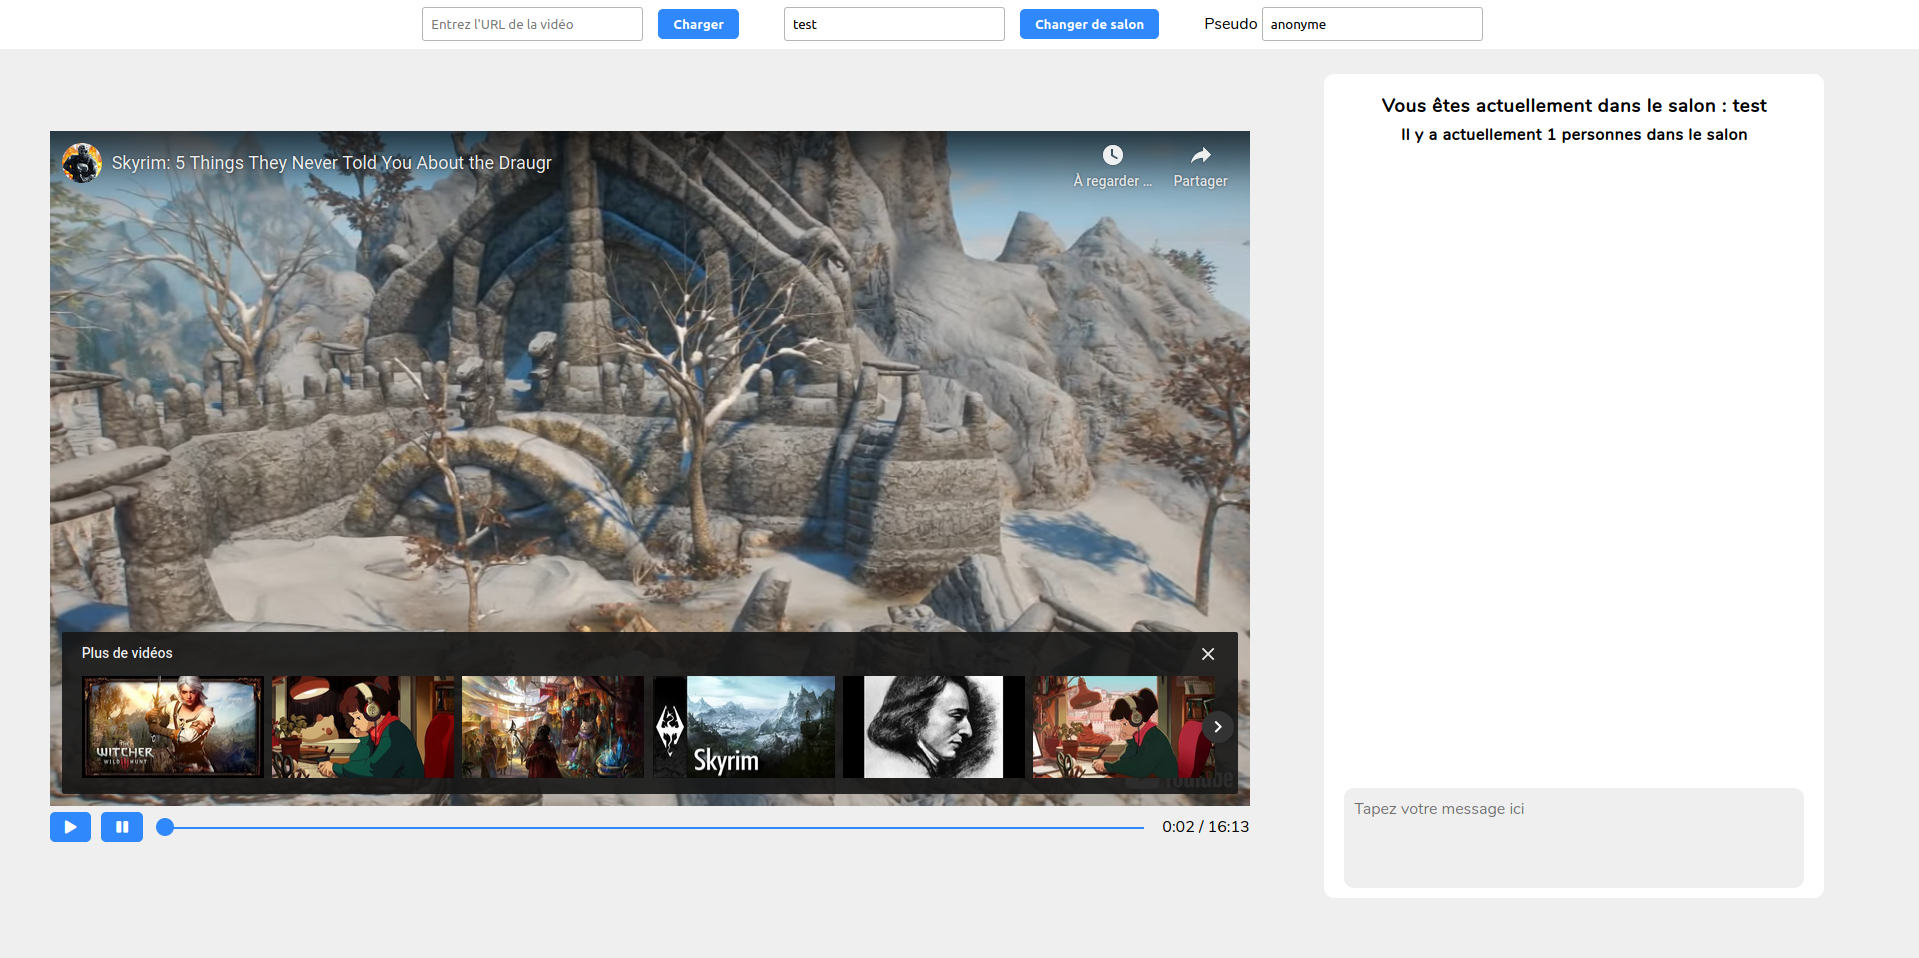 Entrez l'URL de la vidéo
Charger
test
Changer de salon
Pseudo
anonyme
Skyrim: 5 Things They Never Told You About the Draugr
À regarder ...
Partager
Vous êtes actuellement dans le salon : test
Il y a actuellement 1 personnes dans le salon
Plus de vidéos
WITCHER
WILD HUNT
Skyrim
YouTube
0:02 / 16:13
Tapez votre message ici